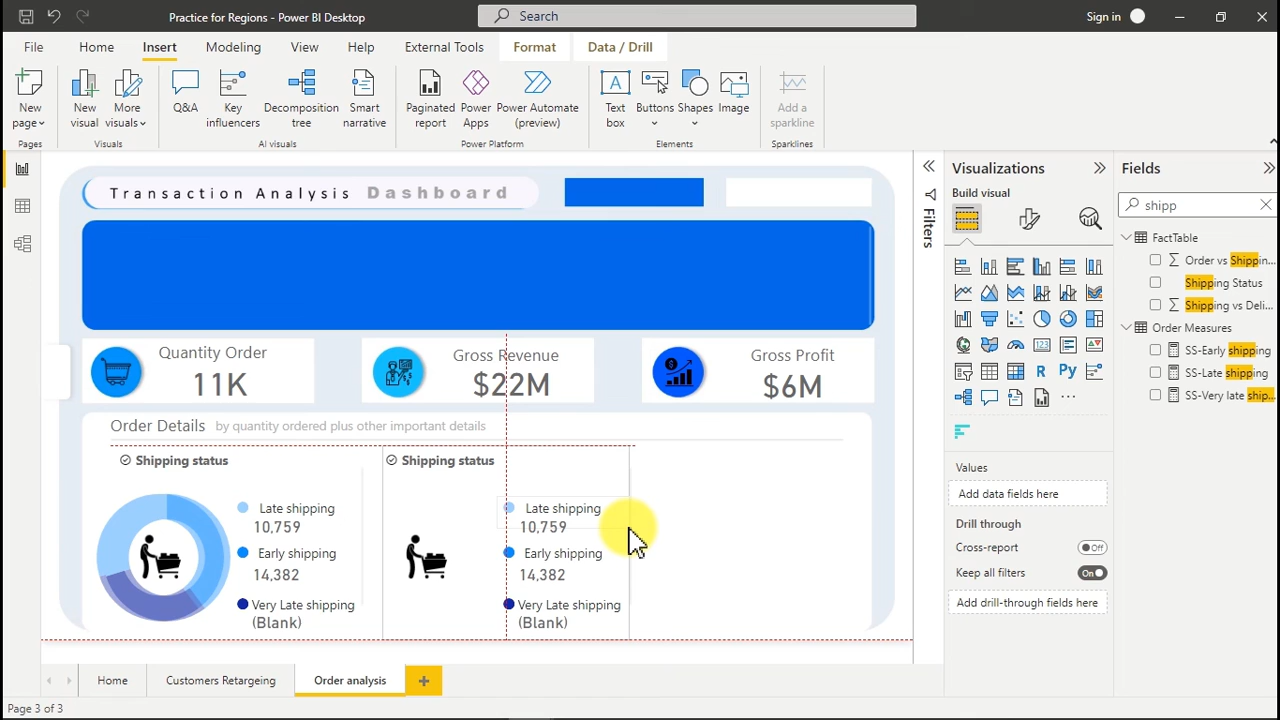 Practice for Regions - Power BI Desktop
Search
Sign in
File Home Insert Modeling View Help External Tools Format Data / Drill
New page
New visual
More visuals
Q&A
Key influencers
Decomposition tree
Smart narrative
Paginated report
Power Apps
Power Automate (preview)
Text box
Buttons
Shapes
Image
Add a sparkline
Pages
Visuals
AI visuals
Power Platform
Elements
Sparklines
Transaction Analysis Dashboard
Quantity Order
11K
Gross Revenue
$22M
Gross Profit
$6M
Order Details by quantity ordered plus other important details
Shipping status
Late shipping
10,759
Early shipping
14,382
Very Late shipping
(Blank)
Shipping status
Late shipping
10,759
Early shipping
14,382
Very Late shipping
(Blank)
Filters
Visualizations
Build visual
R
Py
123
Values
Add data fields here
Drill through
Cross-report
Off
Keep all filters
On
Add drill-through fields here
Fields
shipp
FactTable
Order vs Shippin...
Shipping Status
Shipping vs Deli...
Order Measures
SS-Early shipping
SS-Late shipping
SS-Very late ship...
Home
Customers Retargeing
Order analysis
Page 3 of 3